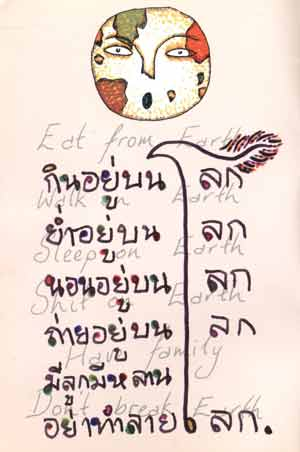 Eat from Earth
กินอยู่บน โลก
Walk on Earth
ย่ำอยู่บน โลก
Sleep on Earth
นอนอยู่บน โลก
Shit on Earth
ถ่ายอยู่บน โลก
Have family
มีลูกมีหลาน
Don't break Earth
อย่าทำลาย โลก.